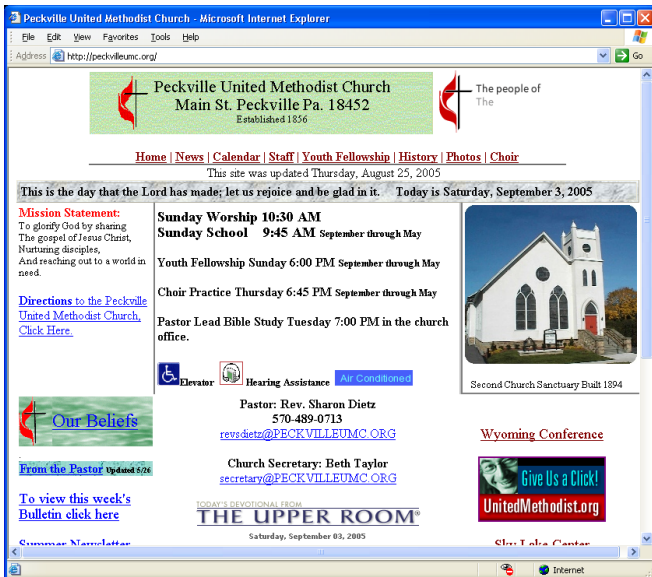 Peckville United Methodist Church - Microsoft Internet Explorer
File Edit View Favorites Tools Help
Address http://peckvilleumc.org/ Go
Peckville United Methodist Church
Main St. Peckville Pa. 18452
Established 1856
The people of
The
Home | News | Calendar | Staff | Youth Fellowship | History | Photos | Choir
This site was updated Thursday, August 25, 2005
This is the day that the Lord has made; let us rejoice and be glad in it. Today is Saturday, September 3, 2005
Mission Statement:
To glorify God by sharing
The gospel of Jesus Christ,
Nurturing disciples,
And reaching out to a world in
need.
Directions to the Peckville
United Methodist Church,
Click Here.
Sunday Worship 10:30 AM
Sunday School 9:45 AM September through May
Youth Fellowship Sunday 6:00 PM September through May
Choir Practice Thursday 6:45 PM September through May
Pastor Lead Bible Study Tuesday 7:00 PM in the church
office.
Elevator Hearing Assistance Air Conditioned
Second Church Sanctuary Built 1894
Our Beliefs
From the Pastor Updated 5/26
To view this week's
Bulletin click here
Summer Newsletter
Pastor: Rev. Sharon Dietz
570-489-0713
revsdietz@PECKVILLEUMC.ORG
Church Secretary: Beth Taylor
secretary@PECKVILLEUMC.ORG
TODAY'S DEVOTIONAL FROM
THE UPPER ROOM®
Saturday, September 03, 2005
Wyoming Conference
Give Us a Click!
UnitedMethodist.org
Sky Lake Center
Internet